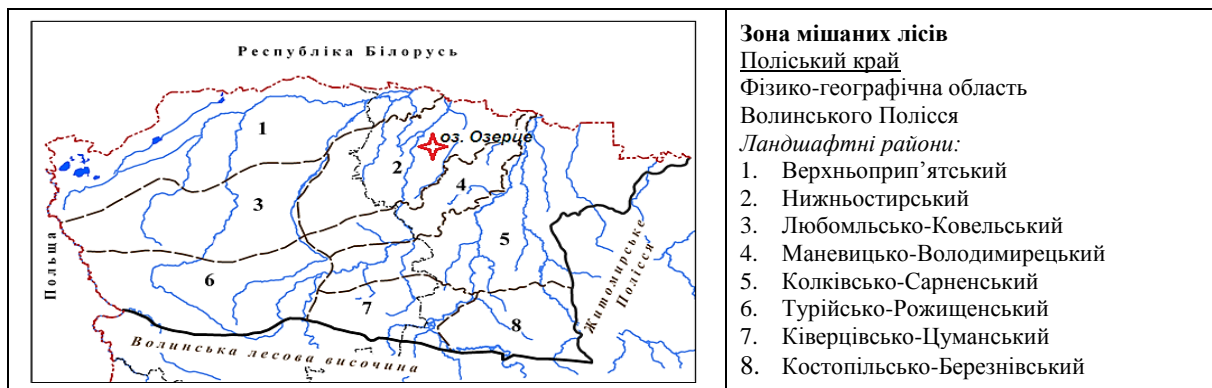 Республіка Білорусь
1
оз. Озерце
2
4
3
5
Польща
6
7
8
Житомирське
Полісся
Волинська лесова височина
Зона мішаних лісів
Поліський край
Фізико-географічна область
Волинського Полісся
Ландшафтні райони:
1. Верхньоприп’ятський
2. Нижньостирський
3. Любомльсько-Ковельський
4. Маневицько-Володимирецький
5. Колківсько-Сарненський
6. Турійсько-Рожищенський
7. Ківерцівсько-Цуманський
8. Костопільсько-Березнівський